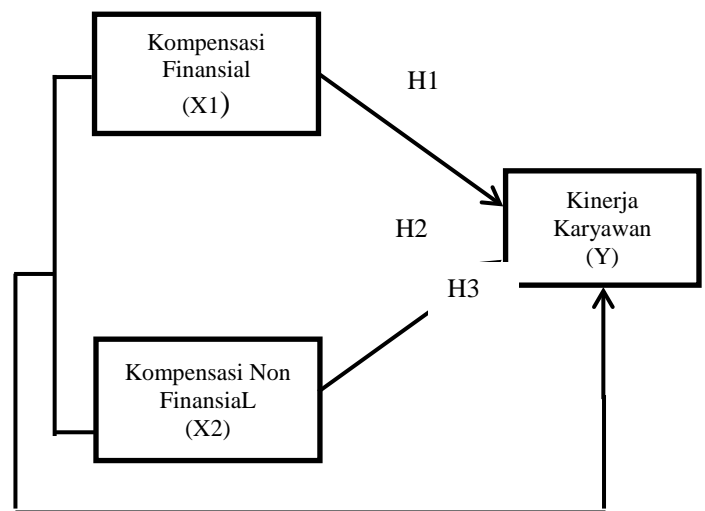 Kompensasi
Finansial
(X1)
H1
Kinerja
Karyawan
(Y)
H2
H3
Kompensasi Non
FinansiaL
(X2)